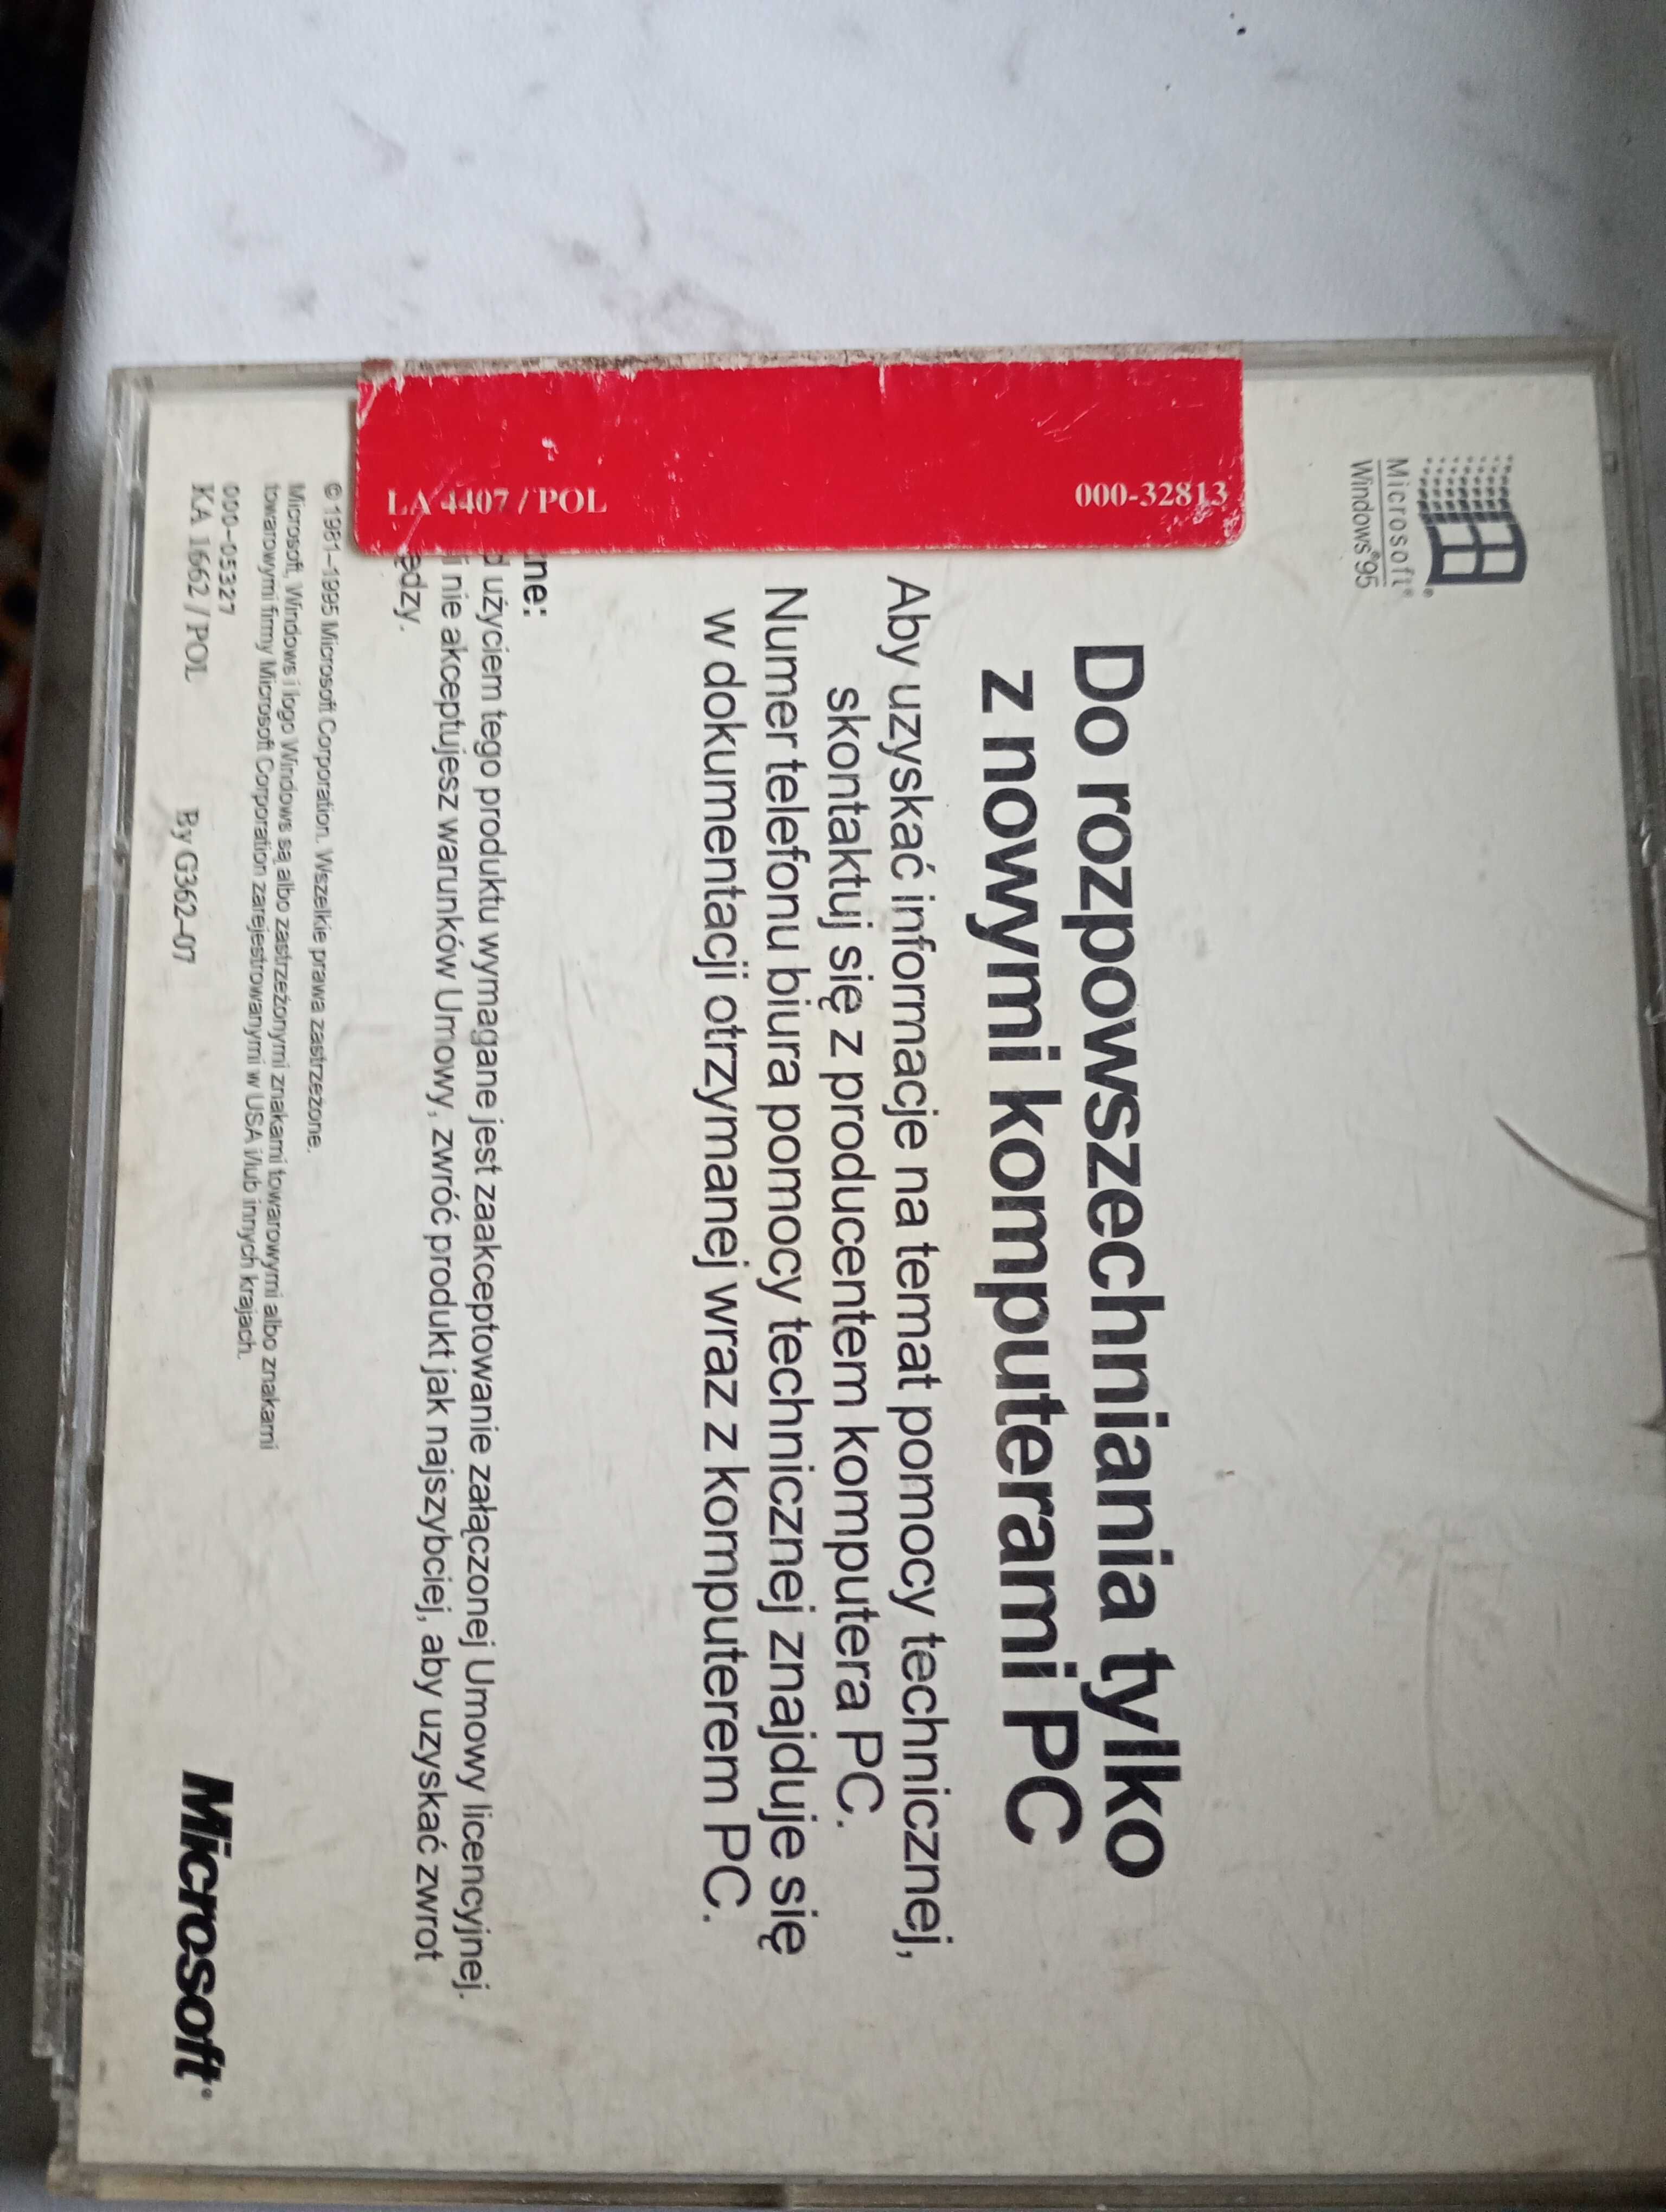 Microsoft®
Windows®95
Do rozpowszechniania tylko
z nowymi komputerami PC
Aby uzyskać informacje na temat pomocy technicznej,
skontaktuj się z producentem komputera PC.
Numer telefonu biura pomocy technicznej znajduje się
w dokumentacji otrzymanej wraz z komputerem PC.
000-32813
LA 4407 / POL
ne:
d użyciem tego produktu wymagane jest zaakceptowanie załączonej Umowy licencyjnej.
i nie akceptujesz warunków Umowy, zwróć produkt jak najszybciej, aby uzyskać zwrot
ędzy.
© 1981–1995 Microsoft Corporation. Wszelkie prawa zastrzeżone.
Microsoft, Windows i logo Windows są albo zastrzeżonymi znakami towarowymi albo znakami
towarowymi firmy Microsoft Corporation zarejestrowanymi w USA i/lub innych krajach.
000-05327
KA 1662 / POL By G362-07
Microsoft®